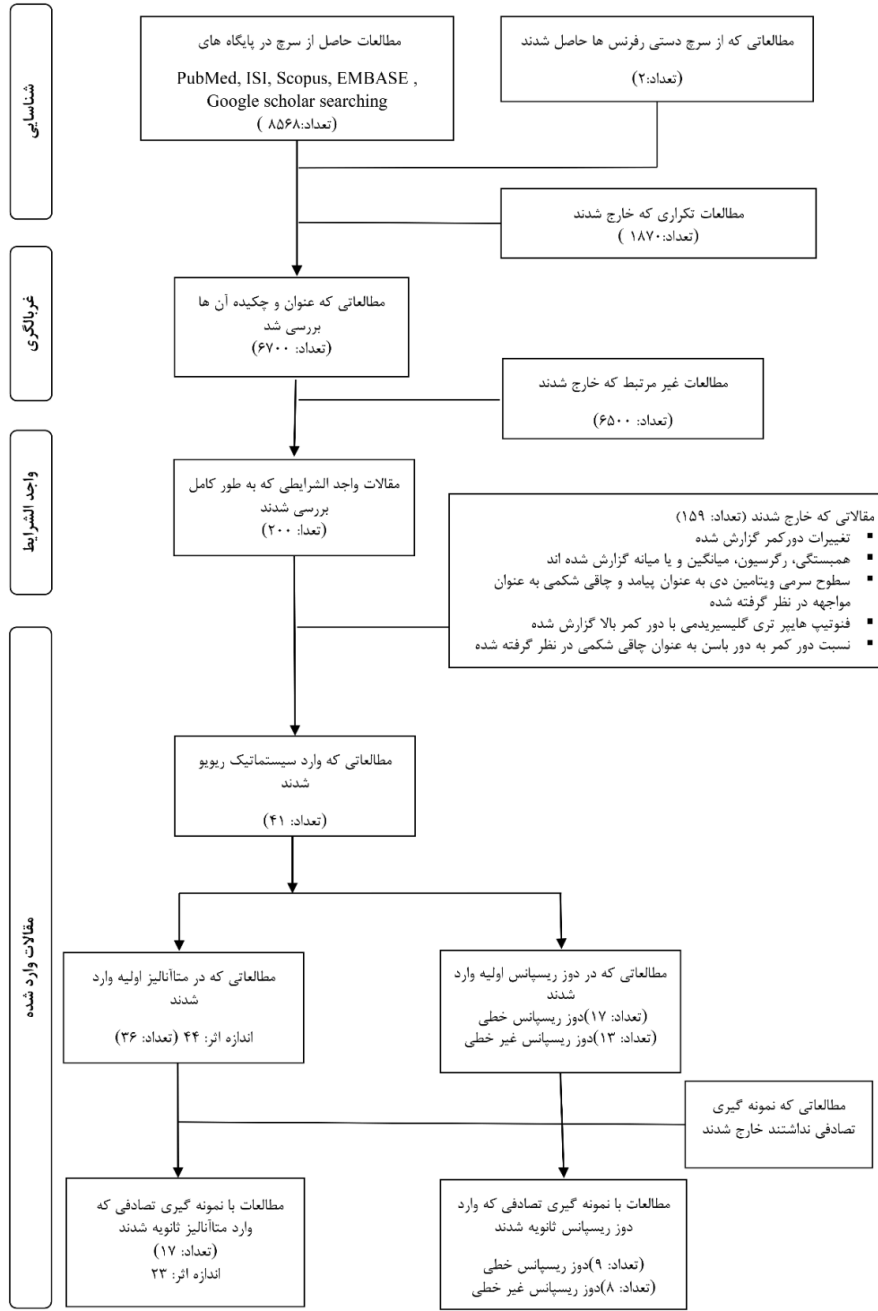 شناسایی
مطالعات حاصل از سرچ در پایگاه های
PubMed, ISI, Scopus, EMBASE ,
Google scholar searching
(تعداد:۸۵۶۸ )
مطالعاتی که از سرچ دستی رفرنس ها حاصل شدند
(تعداد:۲)
مطالعات تکراری که خارج شدند
(تعداد:۱۸۷۰ )
غربالگری
مطالعاتی که عنوان و چکیده آن ها
بررسی شد
(تعداد: ۶۷۰۰)
مطالعات غیر مرتبط که خارج شدند
(تعداد: ۶۵۰۰)
واجد الشرایط
مقالات واجد الشرایطی که به طور کامل
بررسی شدند
(تعدا: ۲۰۰)
مقالاتی که خارج شدند (تعداد: ۱۵۹)
▪ تغییرات دورکمر گزارش شده
▪ همبستگی، رگرسیون، میانگین و یا میانه گزارش شده اند
▪ سطوح سرمی ویتامین دی به عنوان پیامد و چاقی شکمی به عنوان
مواجهه در نظر گرفته شده
▪ فنوتیپ هایپر تری گلیسیریدمی با دور کمر بالا گزارش شده
▪ نسبت دور کمر به دور باسن به عنوان چاقی شکمی در نظر گرفته شده
مقالات وارد شده
مطالعاتی که وارد سیستماتیک ریویو
شدند
(تعداد: ۴۱)
مطالعاتی که در متاآنالیز اولیه وارد
شدند
اندازه اثر: ۴۴ (تعداد: ۳۶)
مطالعاتی که در دوز ریسپانس اولیه وارد
شدند
(تعداد: ۱۷)دوز ریسپانس خطی
(تعداد: ۱۳)دوز ریسپانس غیر خطی
مطالعاتی که نمونه گیری
تصادفی نداشتند خارج شدند
مطالعات با نمونه گیری تصادفی که
وارد متاآنالیز ثانویه شدند
(تعداد: ۱۷)
اندازه اثر: ۲۳
مطالعات با نمونه گیری تصادفی که وارد
دوز ریسپانس ثانویه شدند
(تعداد: ۹)دوز ریسپانس خطی
(تعداد: ۸)دوز ریسپانس غیر خطی